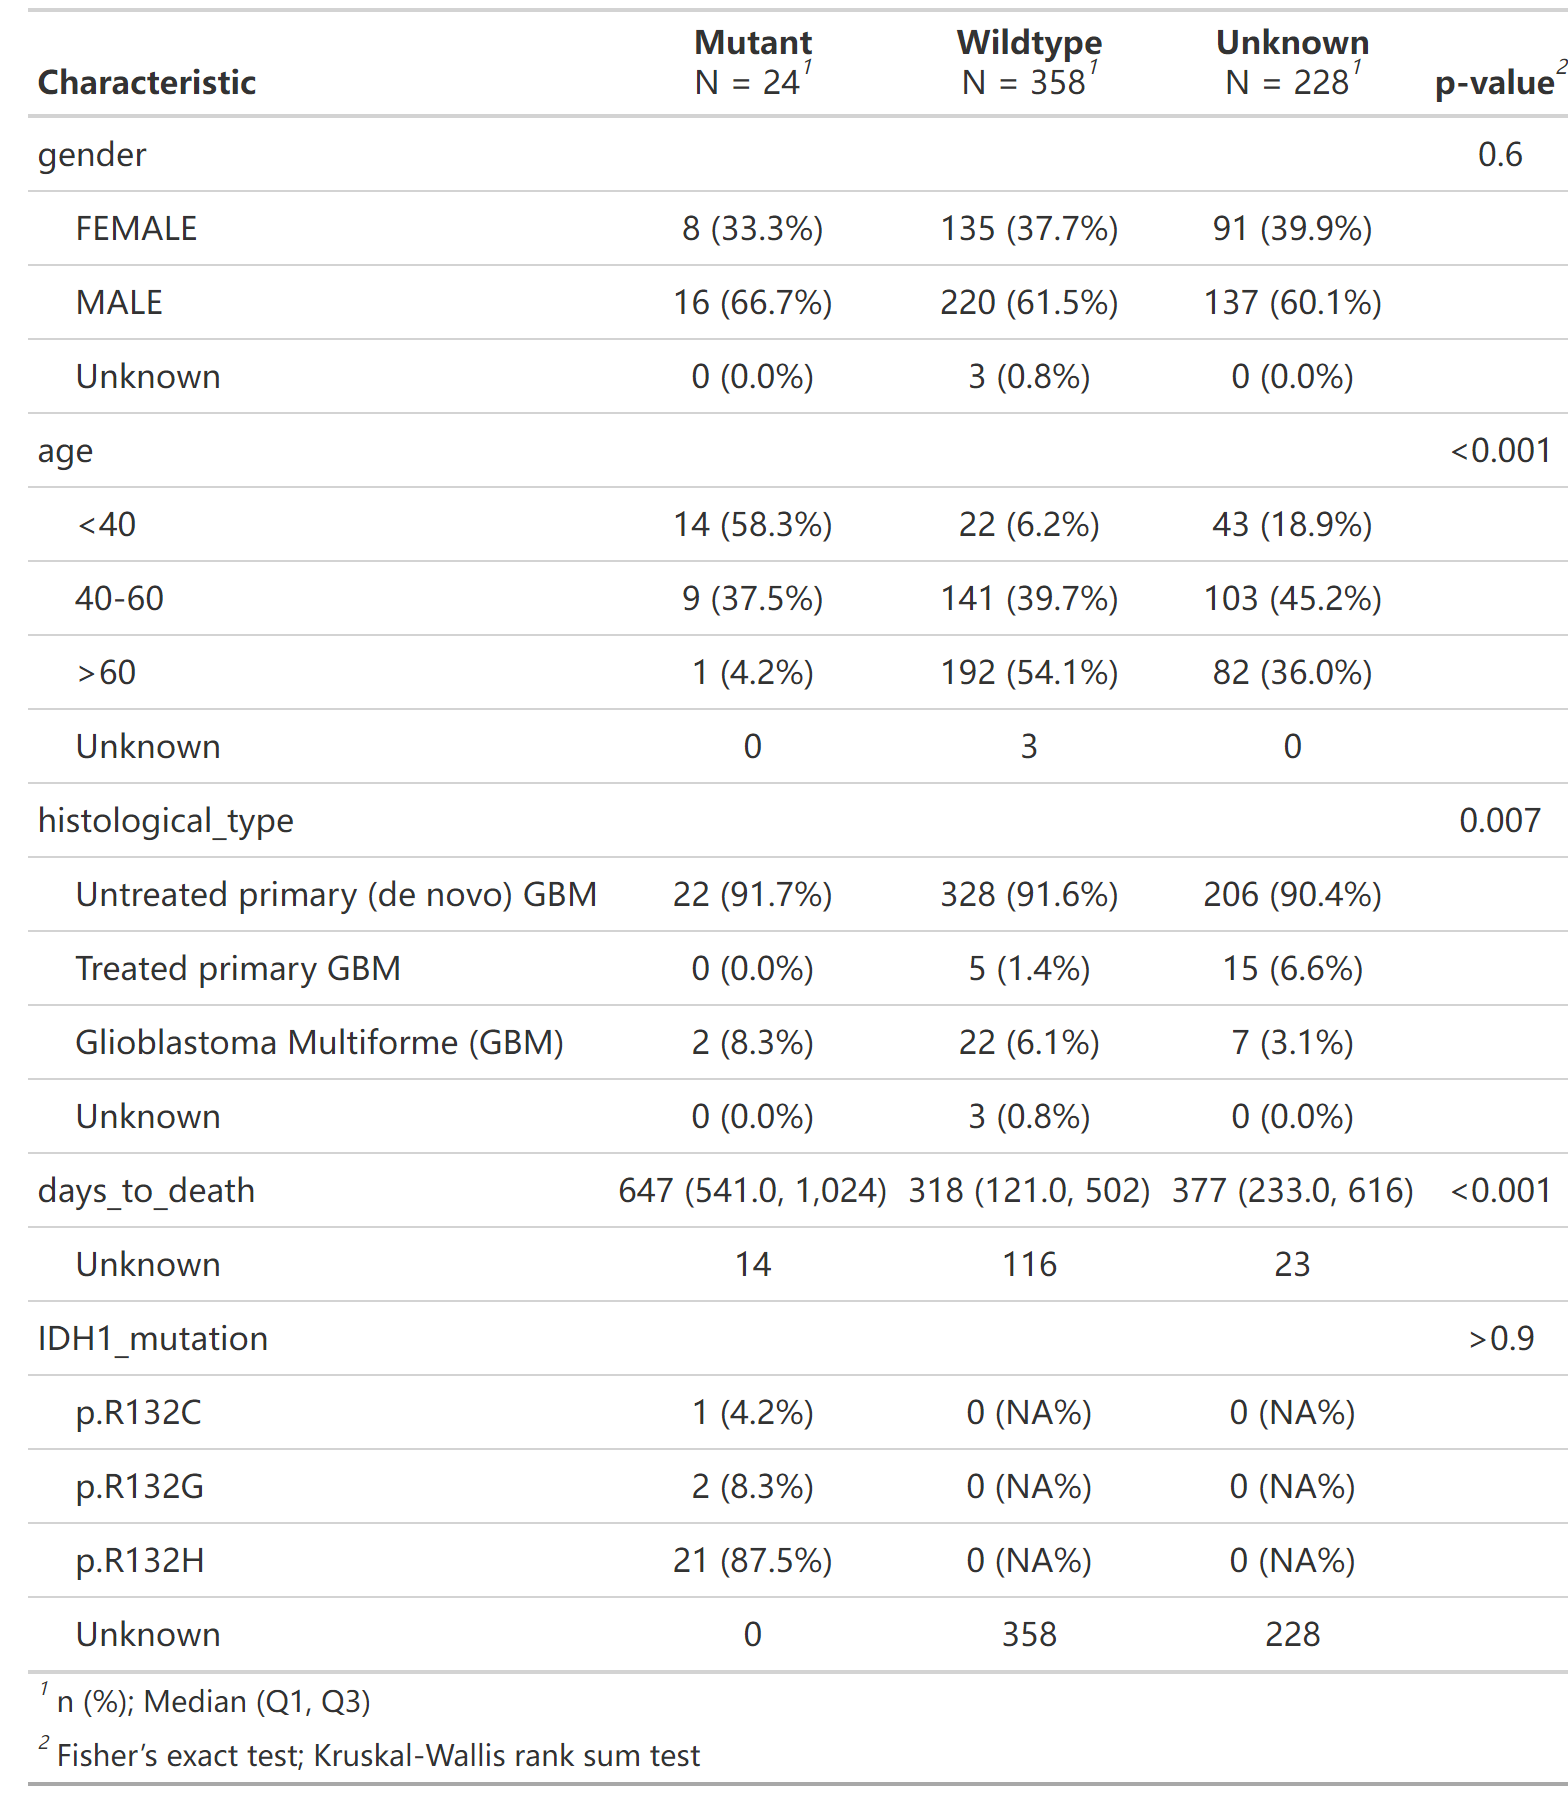 Characteristic Mutant N = 24¹ Wildtype N = 358¹ Unknown N = 228¹ p-value²
gender 0.6
FEMALE 8 (33.3%) 135 (37.7%) 91 (39.9%)
MALE 16 (66.7%) 220 (61.5%) 137 (60.1%)
Unknown 0 (0.0%) 3 (0.8%) 0 (0.0%)
age <0.001
<40 14 (58.3%) 22 (6.2%) 43 (18.9%)
40-60 9 (37.5%) 141 (39.7%) 103 (45.2%)
>60 1 (4.2%) 192 (54.1%) 82 (36.0%)
Unknown 0 3 0
histological_type 0.007
Untreated primary (de novo) GBM 22 (91.7%) 328 (91.6%) 206 (90.4%)
Treated primary GBM 0 (0.0%) 5 (1.4%) 15 (6.6%)
Glioblastoma Multiforme (GBM) 2 (8.3%) 22 (6.1%) 7 (3.1%)
Unknown 0 (0.0%) 3 (0.8%) 0 (0.0%)
days_to_death 647 (541.0, 1,024) 318 (121.0, 502) 377 (233.0, 616) <0.001
Unknown 14 116 23
IDH1_mutation >0.9
p.R132C 1 (4.2%) 0 (NA%) 0 (NA%)
p.R132G 2 (8.3%) 0 (NA%) 0 (NA%)
p.R132H 21 (87.5%) 0 (NA%) 0 (NA%)
Unknown 0 358 228
¹ n (%); Median (Q1, Q3)
² Fisher’s exact test; Kruskal-Wallis rank sum test